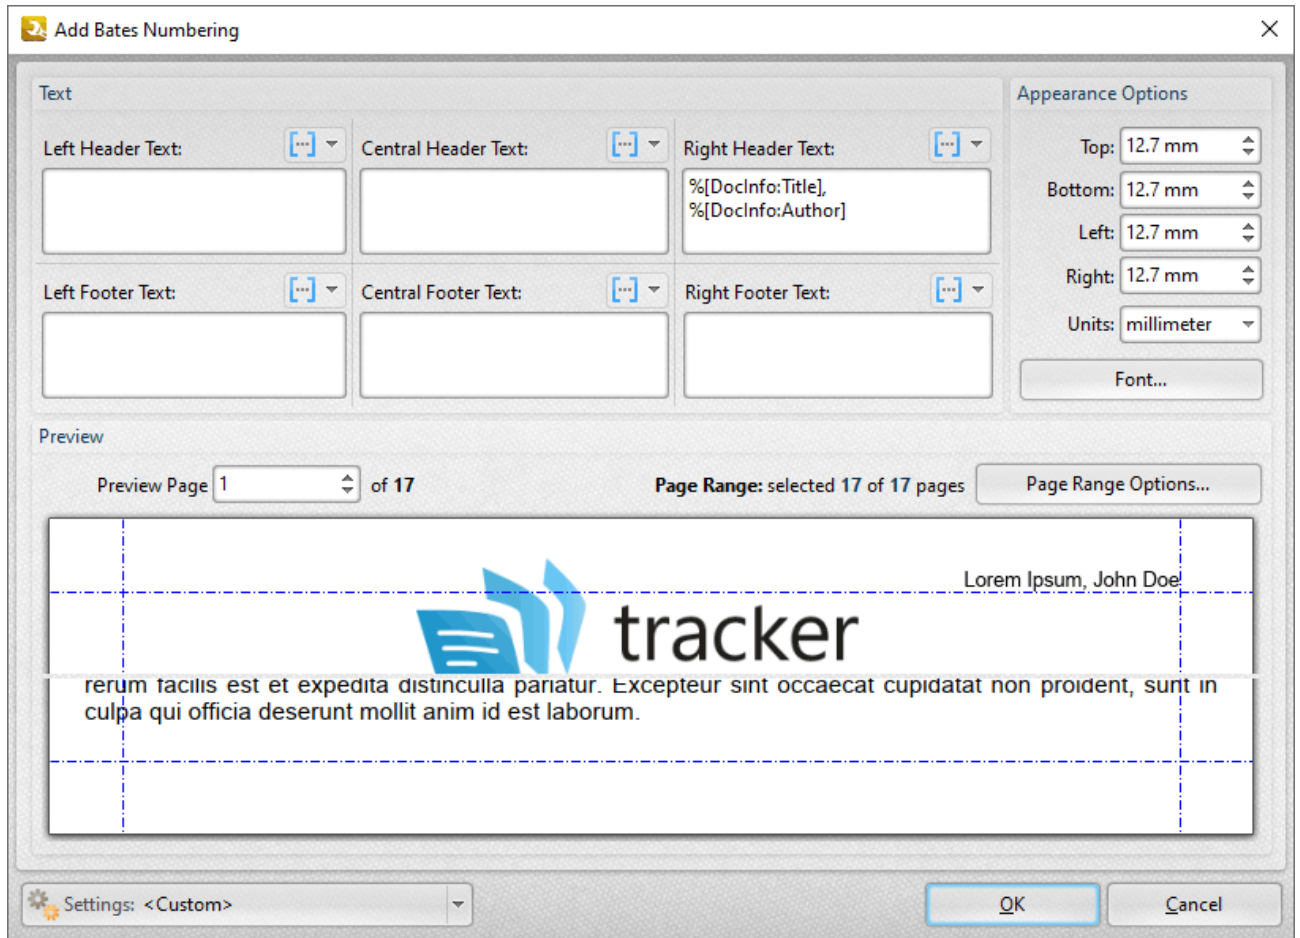 Add Bates Numbering
Text
Left Header Text:
Central Header Text:
Right Header Text:
%[DocInfo:Title],
%[DocInfo:Author]
Left Footer Text:
Central Footer Text:
Right Footer Text:
Appearance Options
Top: 12.7 mm
Bottom: 12.7 mm
Left: 12.7 mm
Right: 12.7 mm
Units: millimeter
Font...
Preview
Preview Page 1 of 17
Page Range: selected 17 of 17 pages
Page Range Options...
Lorem Ipsum, John Doe
tracker
rerum facilis est et expedita distinculla pariatur. Excepteur sint occaecat cupidatat non proident, sunt in
culpa qui officia deserunt mollit anim id est laborum.
Settings: <Custom>
OK
Cancel